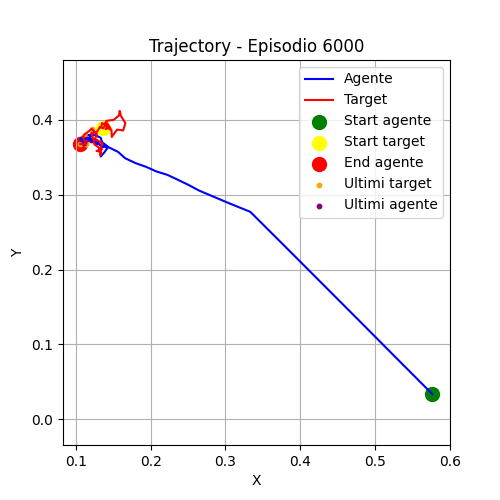 Trajectory - Episodio 6000
Agente
Target
Start agente
Start target
End agente
Ultimi target
Ultimi agente
0.4
0.3
0.2
0.1
0.0
Y
0.1 0.2 0.3 0.4 0.5 0.6
X